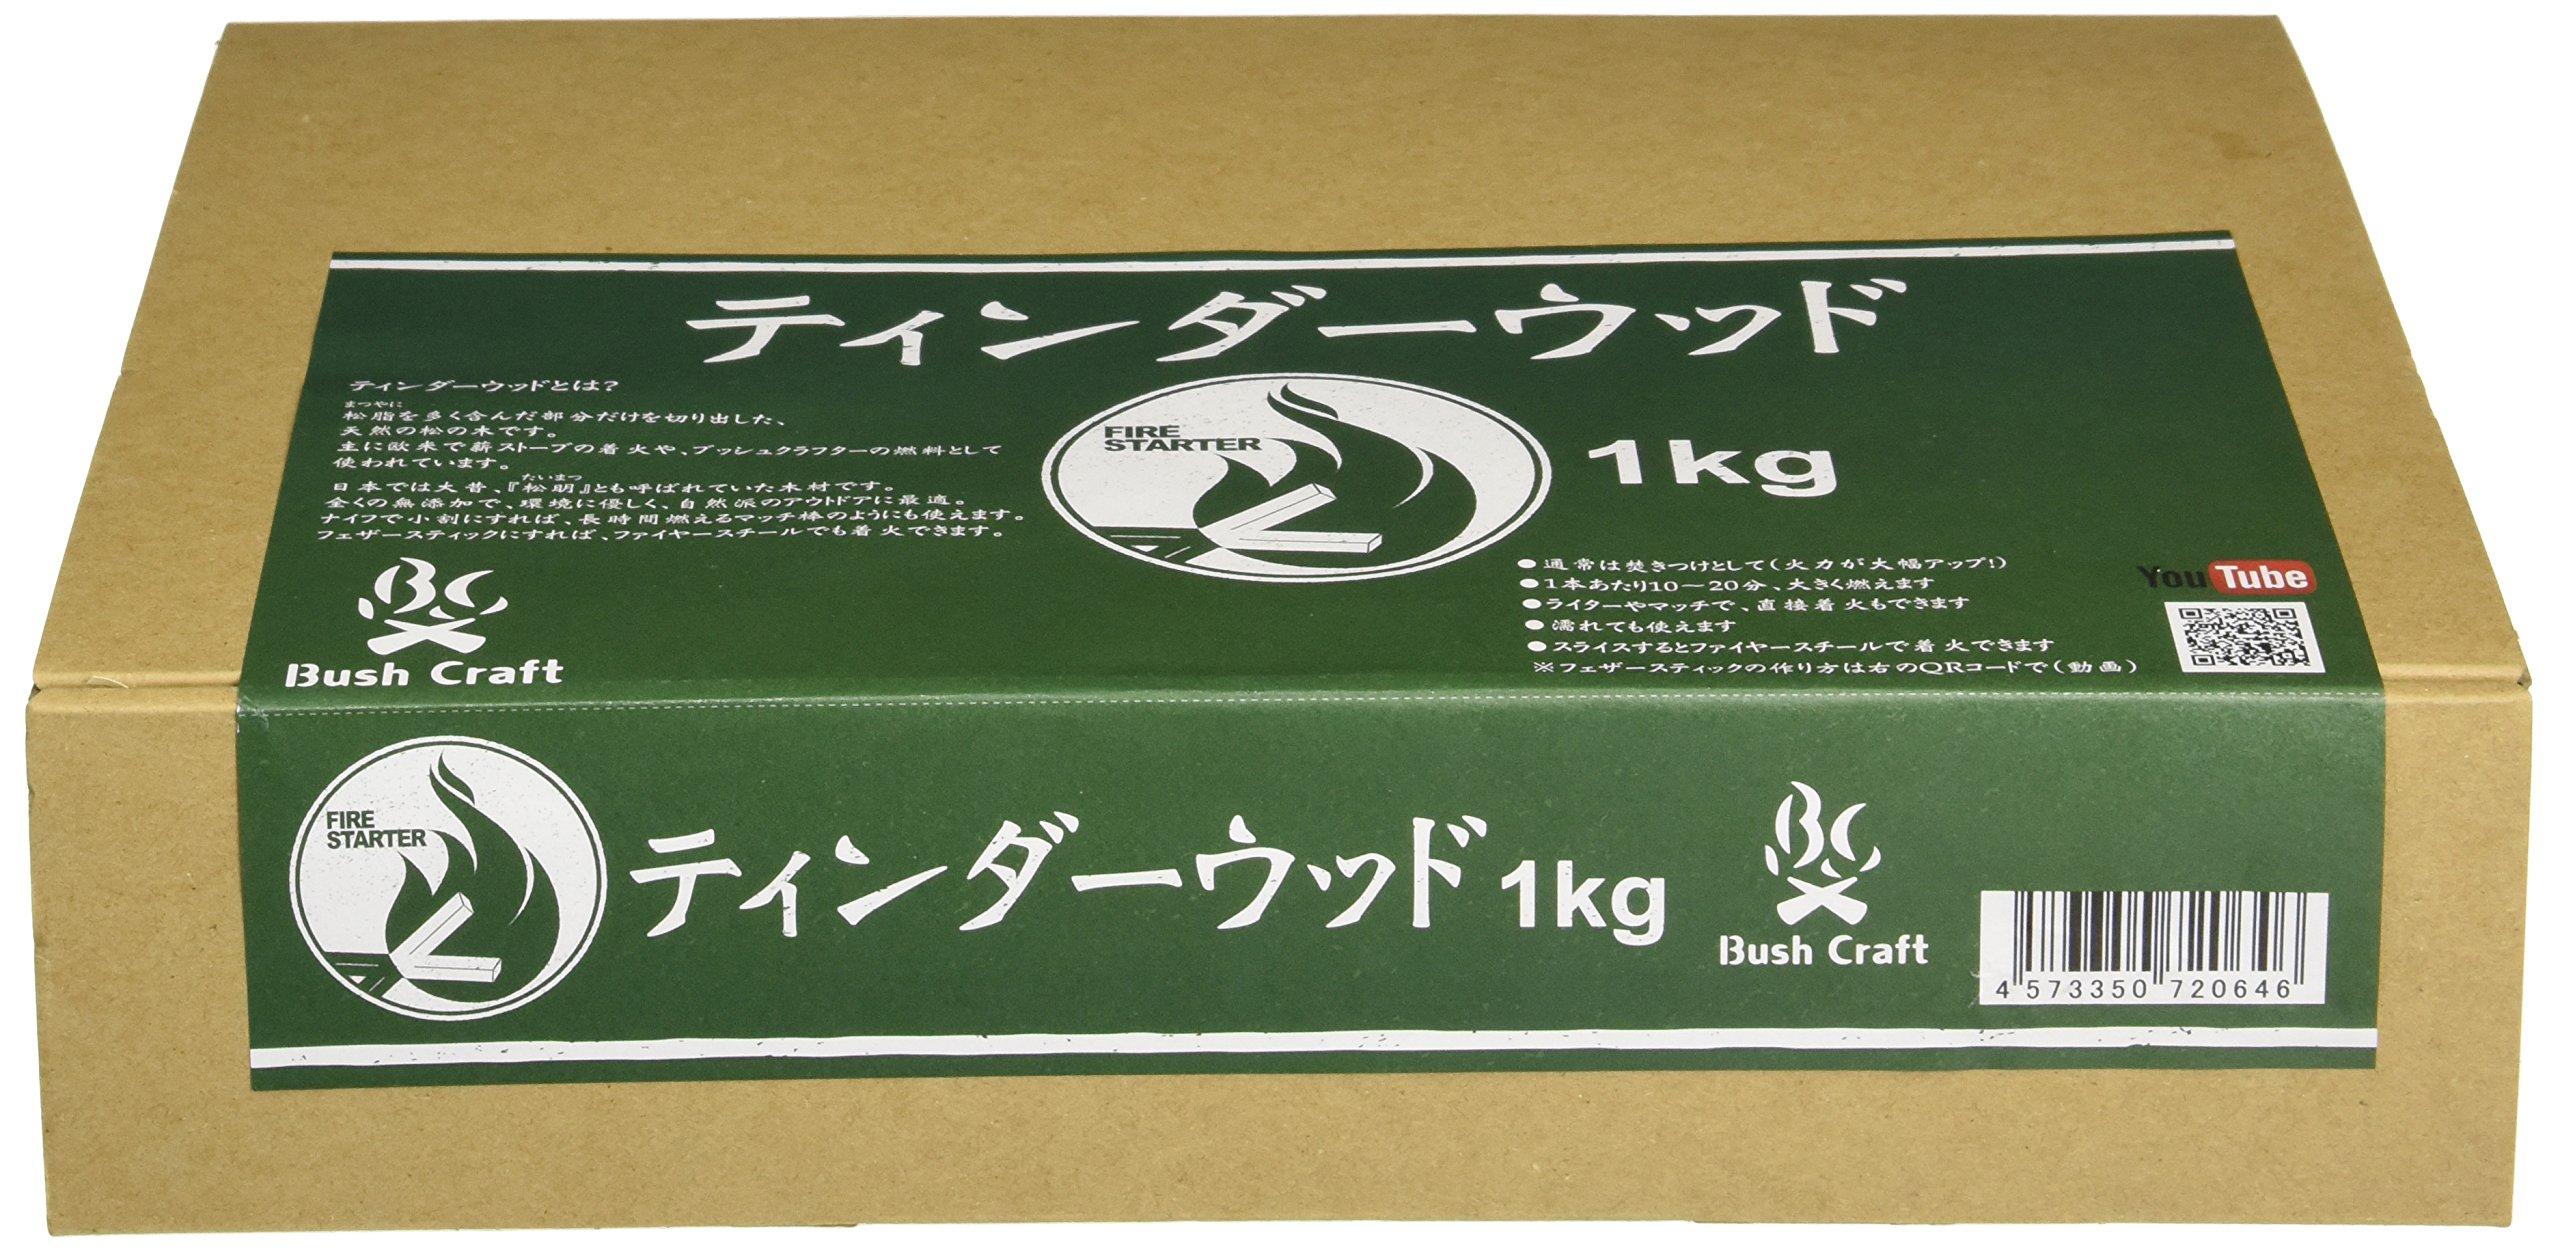 ティンダーウッド
ティンダーウッドとは?
まつやに
松脂を多く含んだ部分だけを切り出した、
天然の松の木です。
主に欧米で薪ストーブの着火や、ブッシュクラフターの燃料として
使われています。
たいまつ
日本では大昔、『松明』とも呼ばれていた木材です。
全くの無添加で、環境に優しく、自然派のアウトドアに最適。
ナイフで小割にすれば、長時間燃えるマッチ棒のようにも使えます。
フェザースティックにすれば、ファイヤースチールでも着火できます。
Bush Craft
FIRE
STARTER
1kg
●通常は焚きつけとして(火力が大幅アップ!)
●1本あたり10～20分、大きく燃えます
●ライターやマッチで、直接着火もできます
●濡れても使えます
●スライスするとファイヤースチールで着火できます
※フェザースティックの作り方は右のQRコードで(動画)
YouTube
FIRE
STARTER
ティンダーウッド 1kg
Bush Craft
4 573350 720646